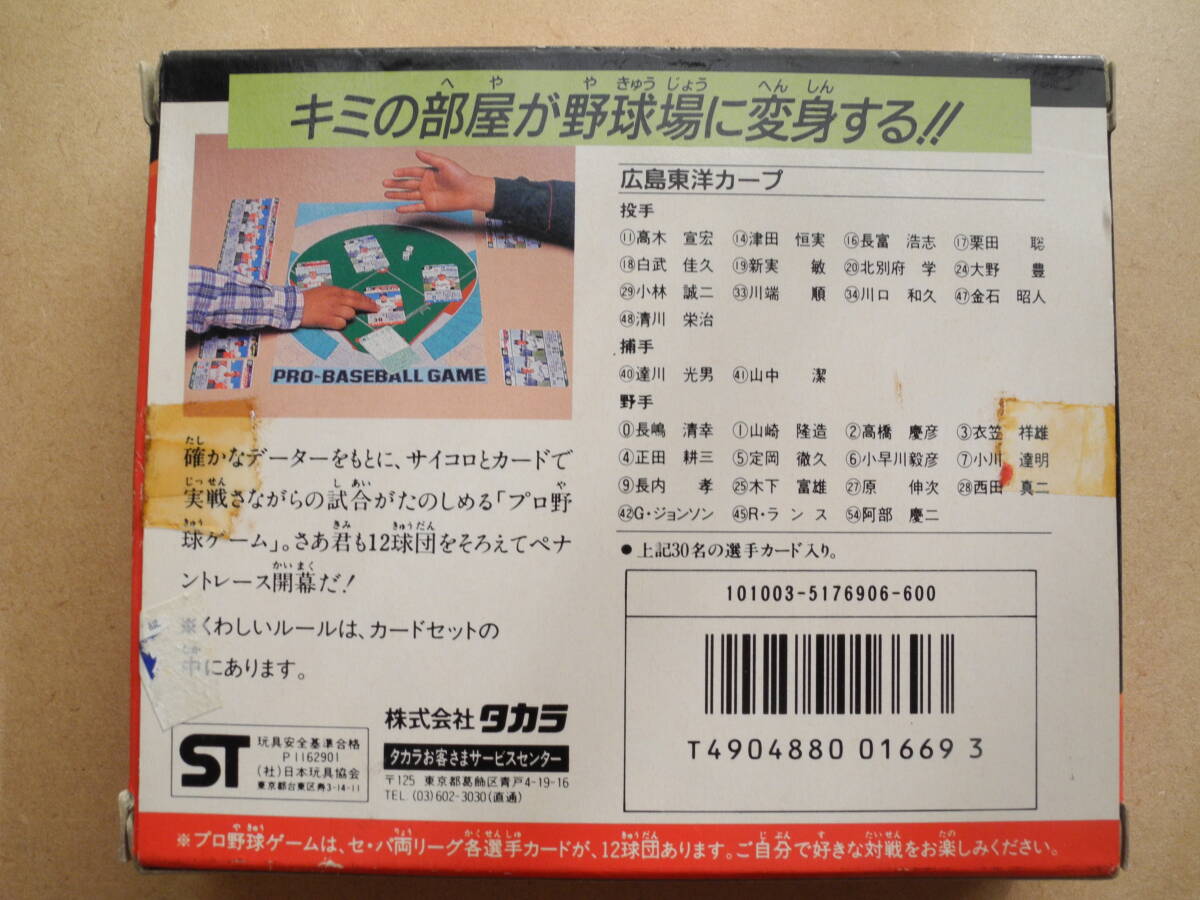 キミの部屋が野球場に変身する!!
PRO-BASEBALL GAME
確かなデーターをもとに、サイコロとカードで
実戦さながらの試合がたのしめる「プロ野
球ゲーム」。さあ君も12球団をそろえてペナ
ントレース開幕だ!
※くわしいルールは、カードセットの
中にあります。
広島東洋カープ
投手
⑪高木 宣宏 ⑭津田 恒実 ⑯長冨 浩志 ⑰栗田 聡
⑱白武 佳久 ⑲新実 敏 ⑳北別府 学 ㉔大野 豊
㉙小林 誠二 ㉝川端 順 ㉞川口 和久 ㊼金石 昭人
㊽清川 栄治
捕手
㊵達川 光男 ㊶山中 潔
野手
⓪長嶋 清幸 ①山崎 隆造 ②高橋 慶彦 ③衣笠 祥雄
④正田 耕三 ⑤定岡 徹久 ⑥小早川毅彦 ⑦小川 達明
⑨長内 孝 ㉕木下 富雄 ㉗原 伸次 ㉘西田 真二
㊷G・ジョンソン ㊺R・ランス 54阿部 慶二
●上記30名の選手カード入り。
101003-5176906-600
T4904880 01669 3
株式会社 タカラ
タカラお客さまサービスセンター
〒125 東京都葛飾区青戸4-19-16
TEL.(03)602-3030(直通)
ST
玩具安全基準合格
P1162901
(社)日本玩具協会
東京都台東区寿3-14-11
※プロ野球ゲームは、セ・パ両リーグ各選手カードが、12球団あります。ご自分で好きな対戦をお楽しみください。